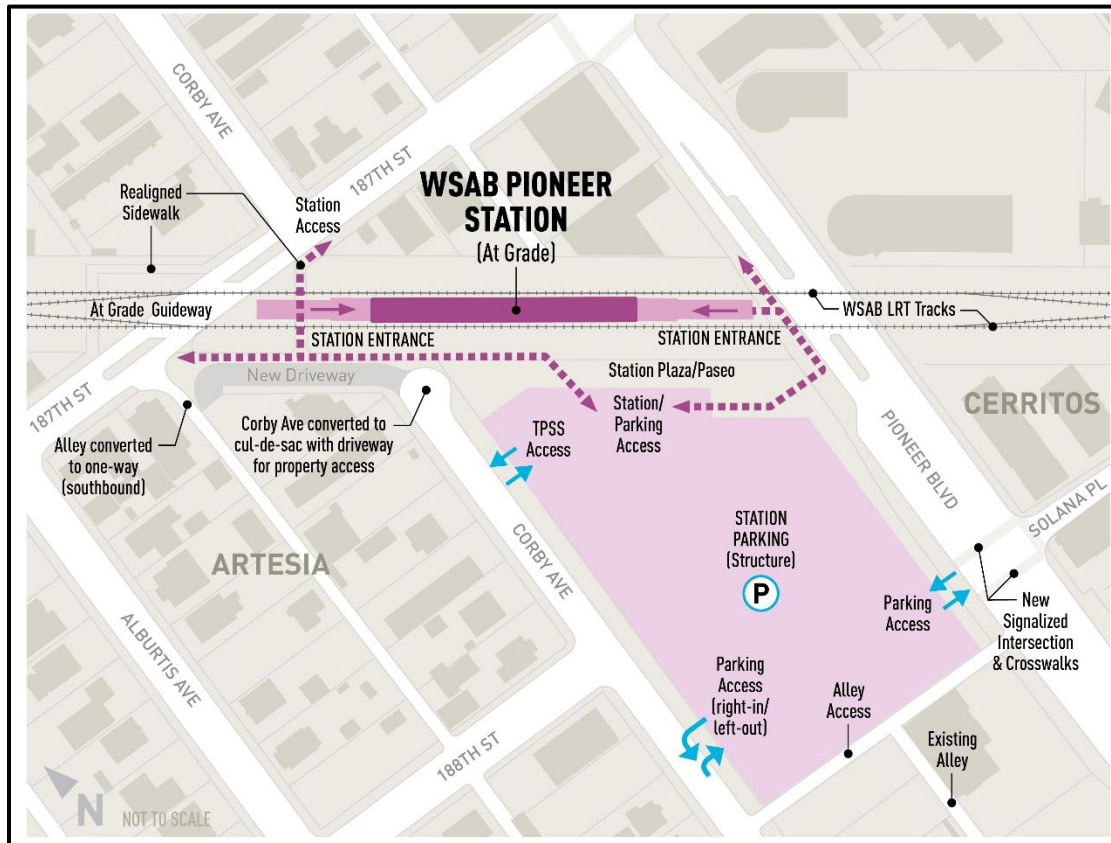 CORBY AVE
187TH ST
Realigned
Sidewalk
Station
Access
WSAB PIONEER
STATION
(At Grade)
At Grade Guideway
WSAB LRT Tracks
STATION ENTRANCE
STATION ENTRANCE
New Driveway
Station Plaza/Paseo
187TH ST
Alley converted
to one-way
(southbound)
Corby Ave converted to
cul-de-sac with driveway
for property access
TPSS
Access
Station/
Parking
Access
PIONEER BLVD
CERRITOS
SOLANA PL
ARTESIA
CORBY AVE
STATION
PARKING
(Structure)
P
Parking
Access
New
Signalized
Intersection
& Crosswalks
ALBURTIS AVE
188TH ST
Parking
Access
(right-in/
left-out)
Alley
Access
Existing
Alley
N
NOT TO SCALE